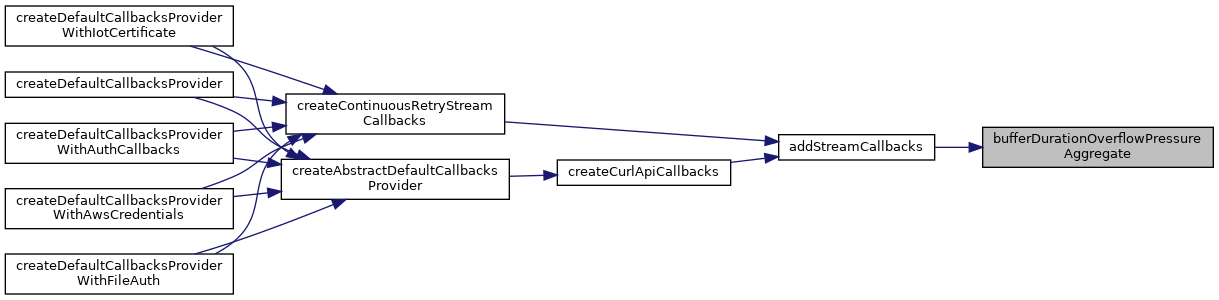 createDefaultCallbacksProvider
WithIotCertificate
createDefaultCallbacksProvider
createDefaultCallbacksProvider
WithAuthCallbacks
createDefaultCallbacksProvider
WithAwsCredentials
createDefaultCallbacksProvider
WithFileAuth
createContinuousRetryStream
Callbacks
createAbstractDefaultCallbacks
Provider
createCurlApiCallbacks
addStreamCallbacks
bufferDurationOverflowPressure
Aggregate